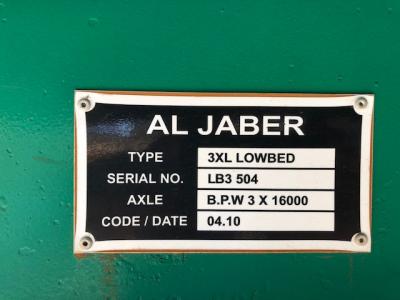 AL JABER
TYPE 3XL LOWBED
SERIAL NO. LB3 504
AXLE B.P.W 3 X 16000
CODE / DATE 04.10